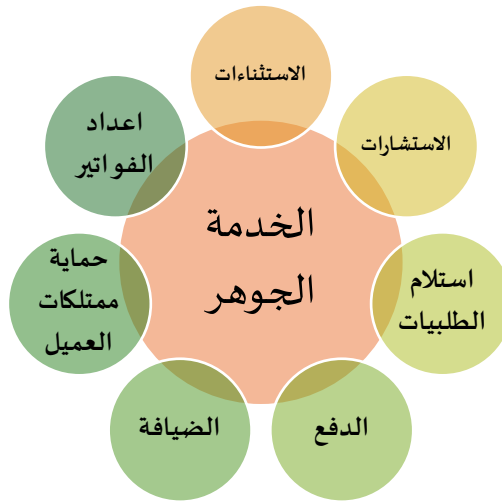 الاستثناءات
الاستشارات
استلام
الطلبيات
الدفع
الضيافة
حماية
ممتلكات
العميل
اعداد
الفواتير
الخدمة
الجوهر